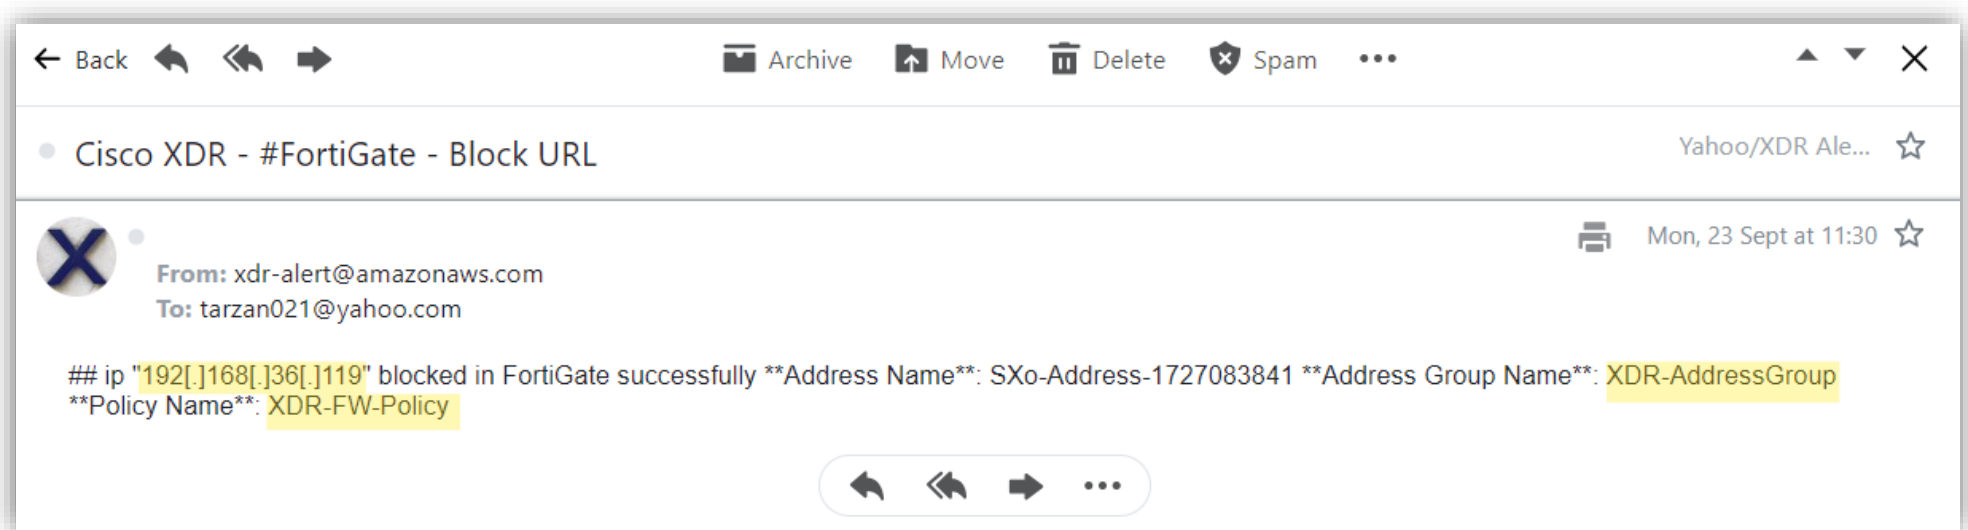 Back Archive Move Delete Spam
Cisco XDR - #FortiGate - Block URL
Yahoo/XDR Ale...
X
Mon, 23 Sept at 11:30
From: xdr-alert@amazonaws.com
To: tarzan021@yahoo.com
## ip "192[.]168[.]36[.]119" blocked in FortiGate successfully **Address Name**: SXo-Address-1727083841 **Address Group Name**: XDR-AddressGroup
**Policy Name**: XDR-FW-Policy